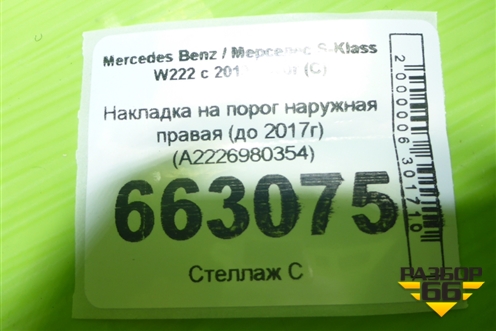 Mercedes Benz / Мерседес S-Klass
W222 с 201 (C)
Накладка на порог наружная
правая (до 2017г)
(A2226980354)
663075
Стеллаж С
2000006301710
РАЗБОР
66